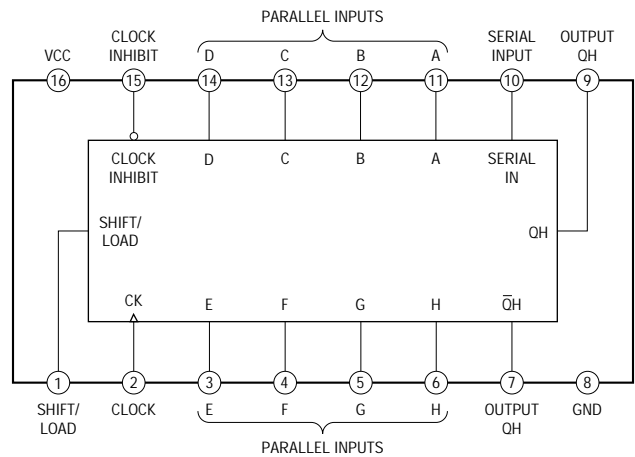 PARALLEL INPUTS
VCC
CLOCK
INHIBIT
D C B A
SERIAL
INPUT
OUTPUT
QH
16 15 14 13 12 11 10 9
CLOCK
INHIBIT
D C B A
SERIAL
IN
SHIFT/
LOAD
QH
CK E F G H Q̅H
1 2 3 4 5 6 7 8
SHIFT/
LOAD
CLOCK
E F G H
OUTPUT
QH
GND
PARALLEL INPUTS